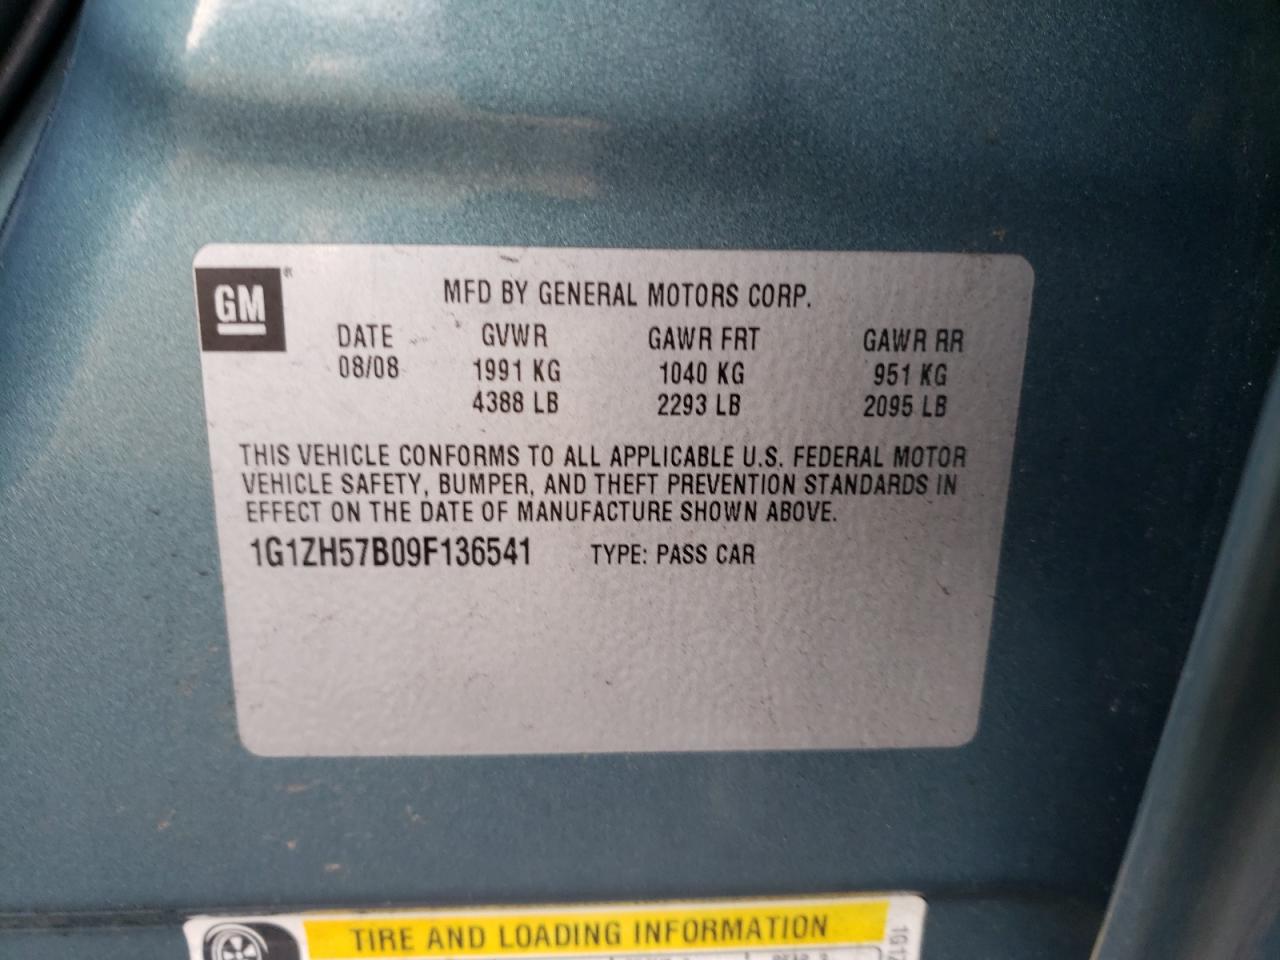 GM ®
MFD BY GENERAL MOTORS CORP.
DATE GVWR GAWR FRT GAWR RR
08/08 1991 KG 1040 KG 951 KG
4388 LB 2293 LB 2095 LB
THIS VEHICLE CONFORMS TO ALL APPLICABLE U.S. FEDERAL MOTOR
VEHICLE SAFETY, BUMPER, AND THEFT PREVENTION STANDARDS IN
EFFECT ON THE DATE OF MANUFACTURE SHOWN ABOVE.
1G1ZH57B09F136541 TYPE: PASS CAR
TIRE AND LOADING INFORMATION
1G1Z